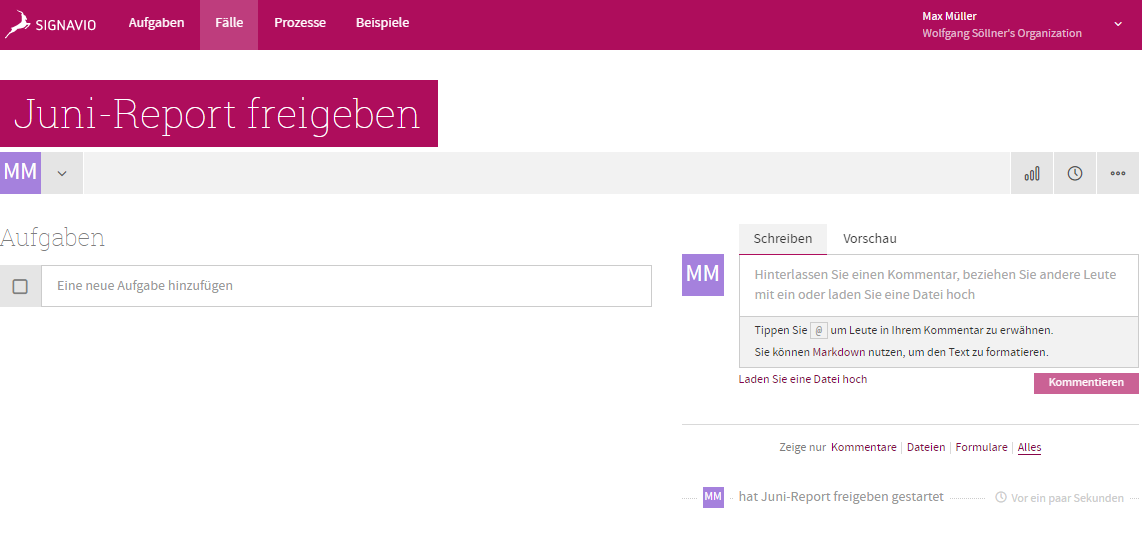 SIGNAVIO Aufgaben Fälle Prozesse Beispiele
Max Müller
Wolfgang Söllner's Organization
Juni-Report freigeben
MM
Aufgaben
Eine neue Aufgabe hinzufügen
Schreiben Vorschau
MM
Hinterlassen Sie einen Kommentar, beziehen Sie andere Leute
mit ein oder laden Sie eine Datei hoch
Tippen Sie @ um Leute in Ihrem Kommentar zu erwähnen.
Sie können Markdown nutzen, um den Text zu formatieren.
Laden Sie eine Datei hoch Kommentieren
Zeige nur Kommentare | Dateien | Formulare | Alles
MM hat Juni-Report freigeben gestartet Vor ein paar Sekunden